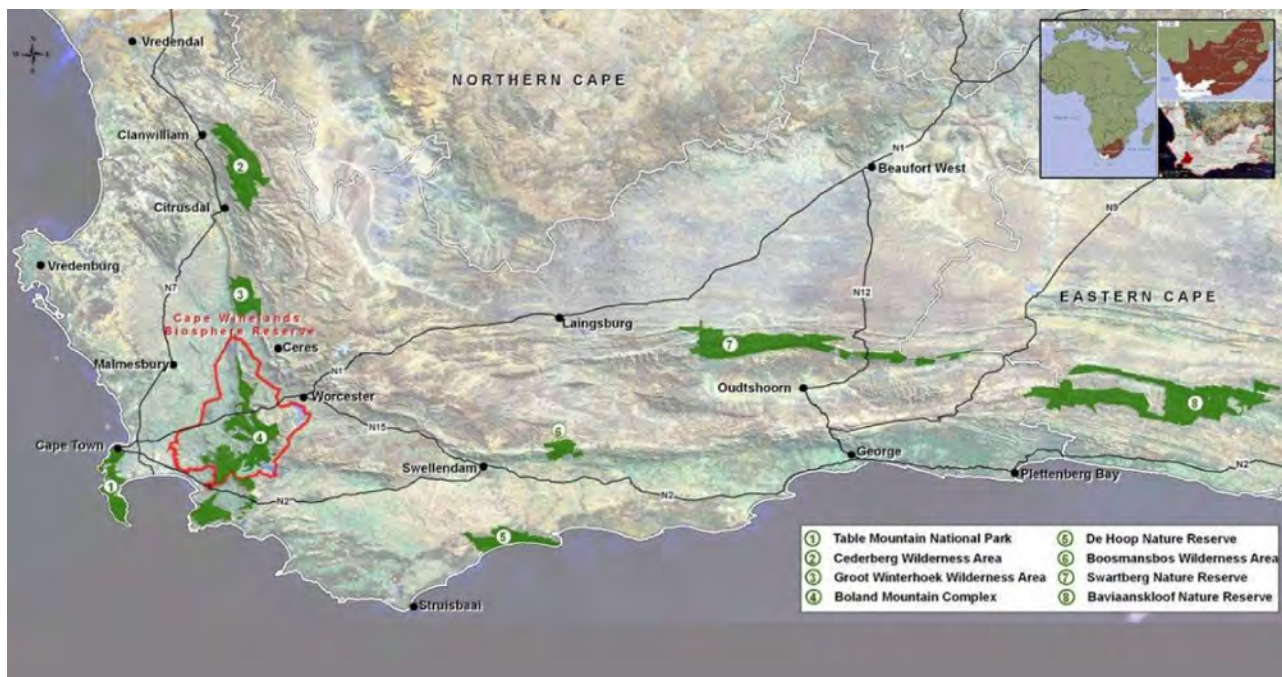 Vredendal
NORTHERN CAPE
Clanwilliam
N1
Beaufort West
Citrusdal
N9
Vredenburg
N7
N12
EASTERN CAPE
Cape Winelands
Biosphere Reserve
Laingsburg
Ceres
Malmesbury
N1
Oudtshoorn
Worcester
Cape Town
N15
Swellendam
George
Plettenberg Bay
N2
N2
N2
Struisbaai
W
E
1
2
3
4
5
6
7
8
1 Table Mountain National Park
2 Cederberg Wilderness Area
3 Groot Winterhoek Wilderness Area
4 Boland Mountain Complex
5 De Hoop Nature Reserve
6 Boosmansbos Wilderness Area
7 Swartberg Nature Reserve
8 Baviaanskloof Nature Reserve